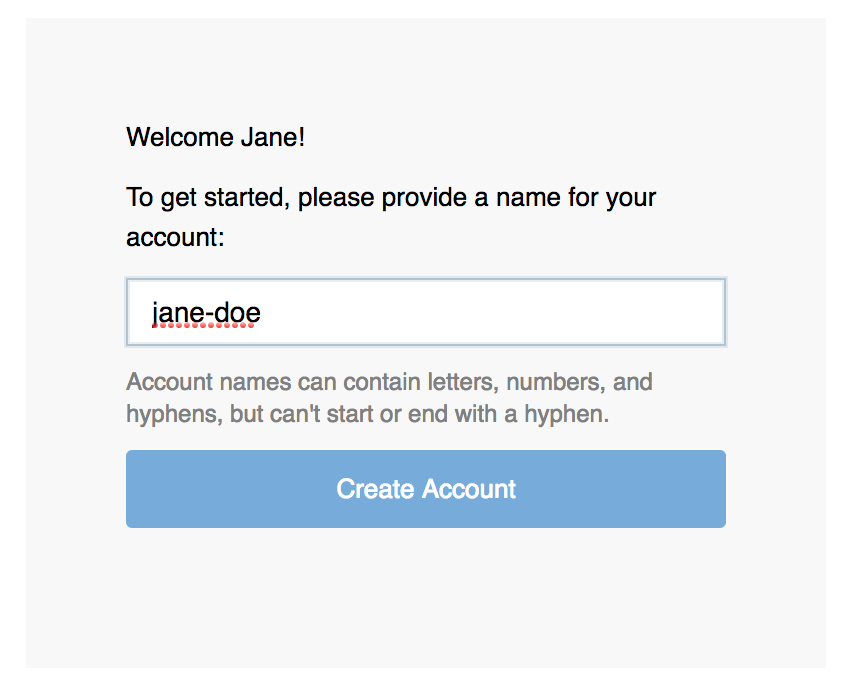 Welcome Jane!
To get started, please provide a name for your
account:
jane-doe
Account names can contain letters, numbers, and
hyphens, but can't start or end with a hyphen.
Create Account